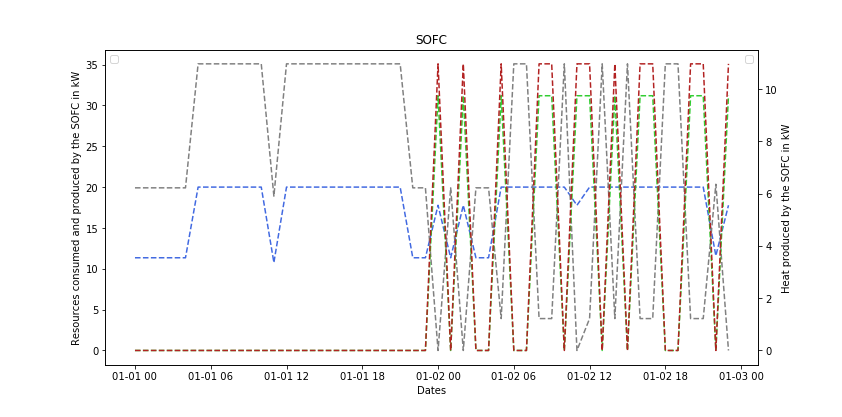 SOFC
Resources consumed and produced by the SOFC in kW
35
30
25
20
15
10
5
0
10
8
6
4
2
0
Heat produced by the SOFC in kW
01-01 00 01-01 06 01-01 12 01-01 18 01-02 00 01-02 06 01-02 12 01-02 18 01-03 00
Dates